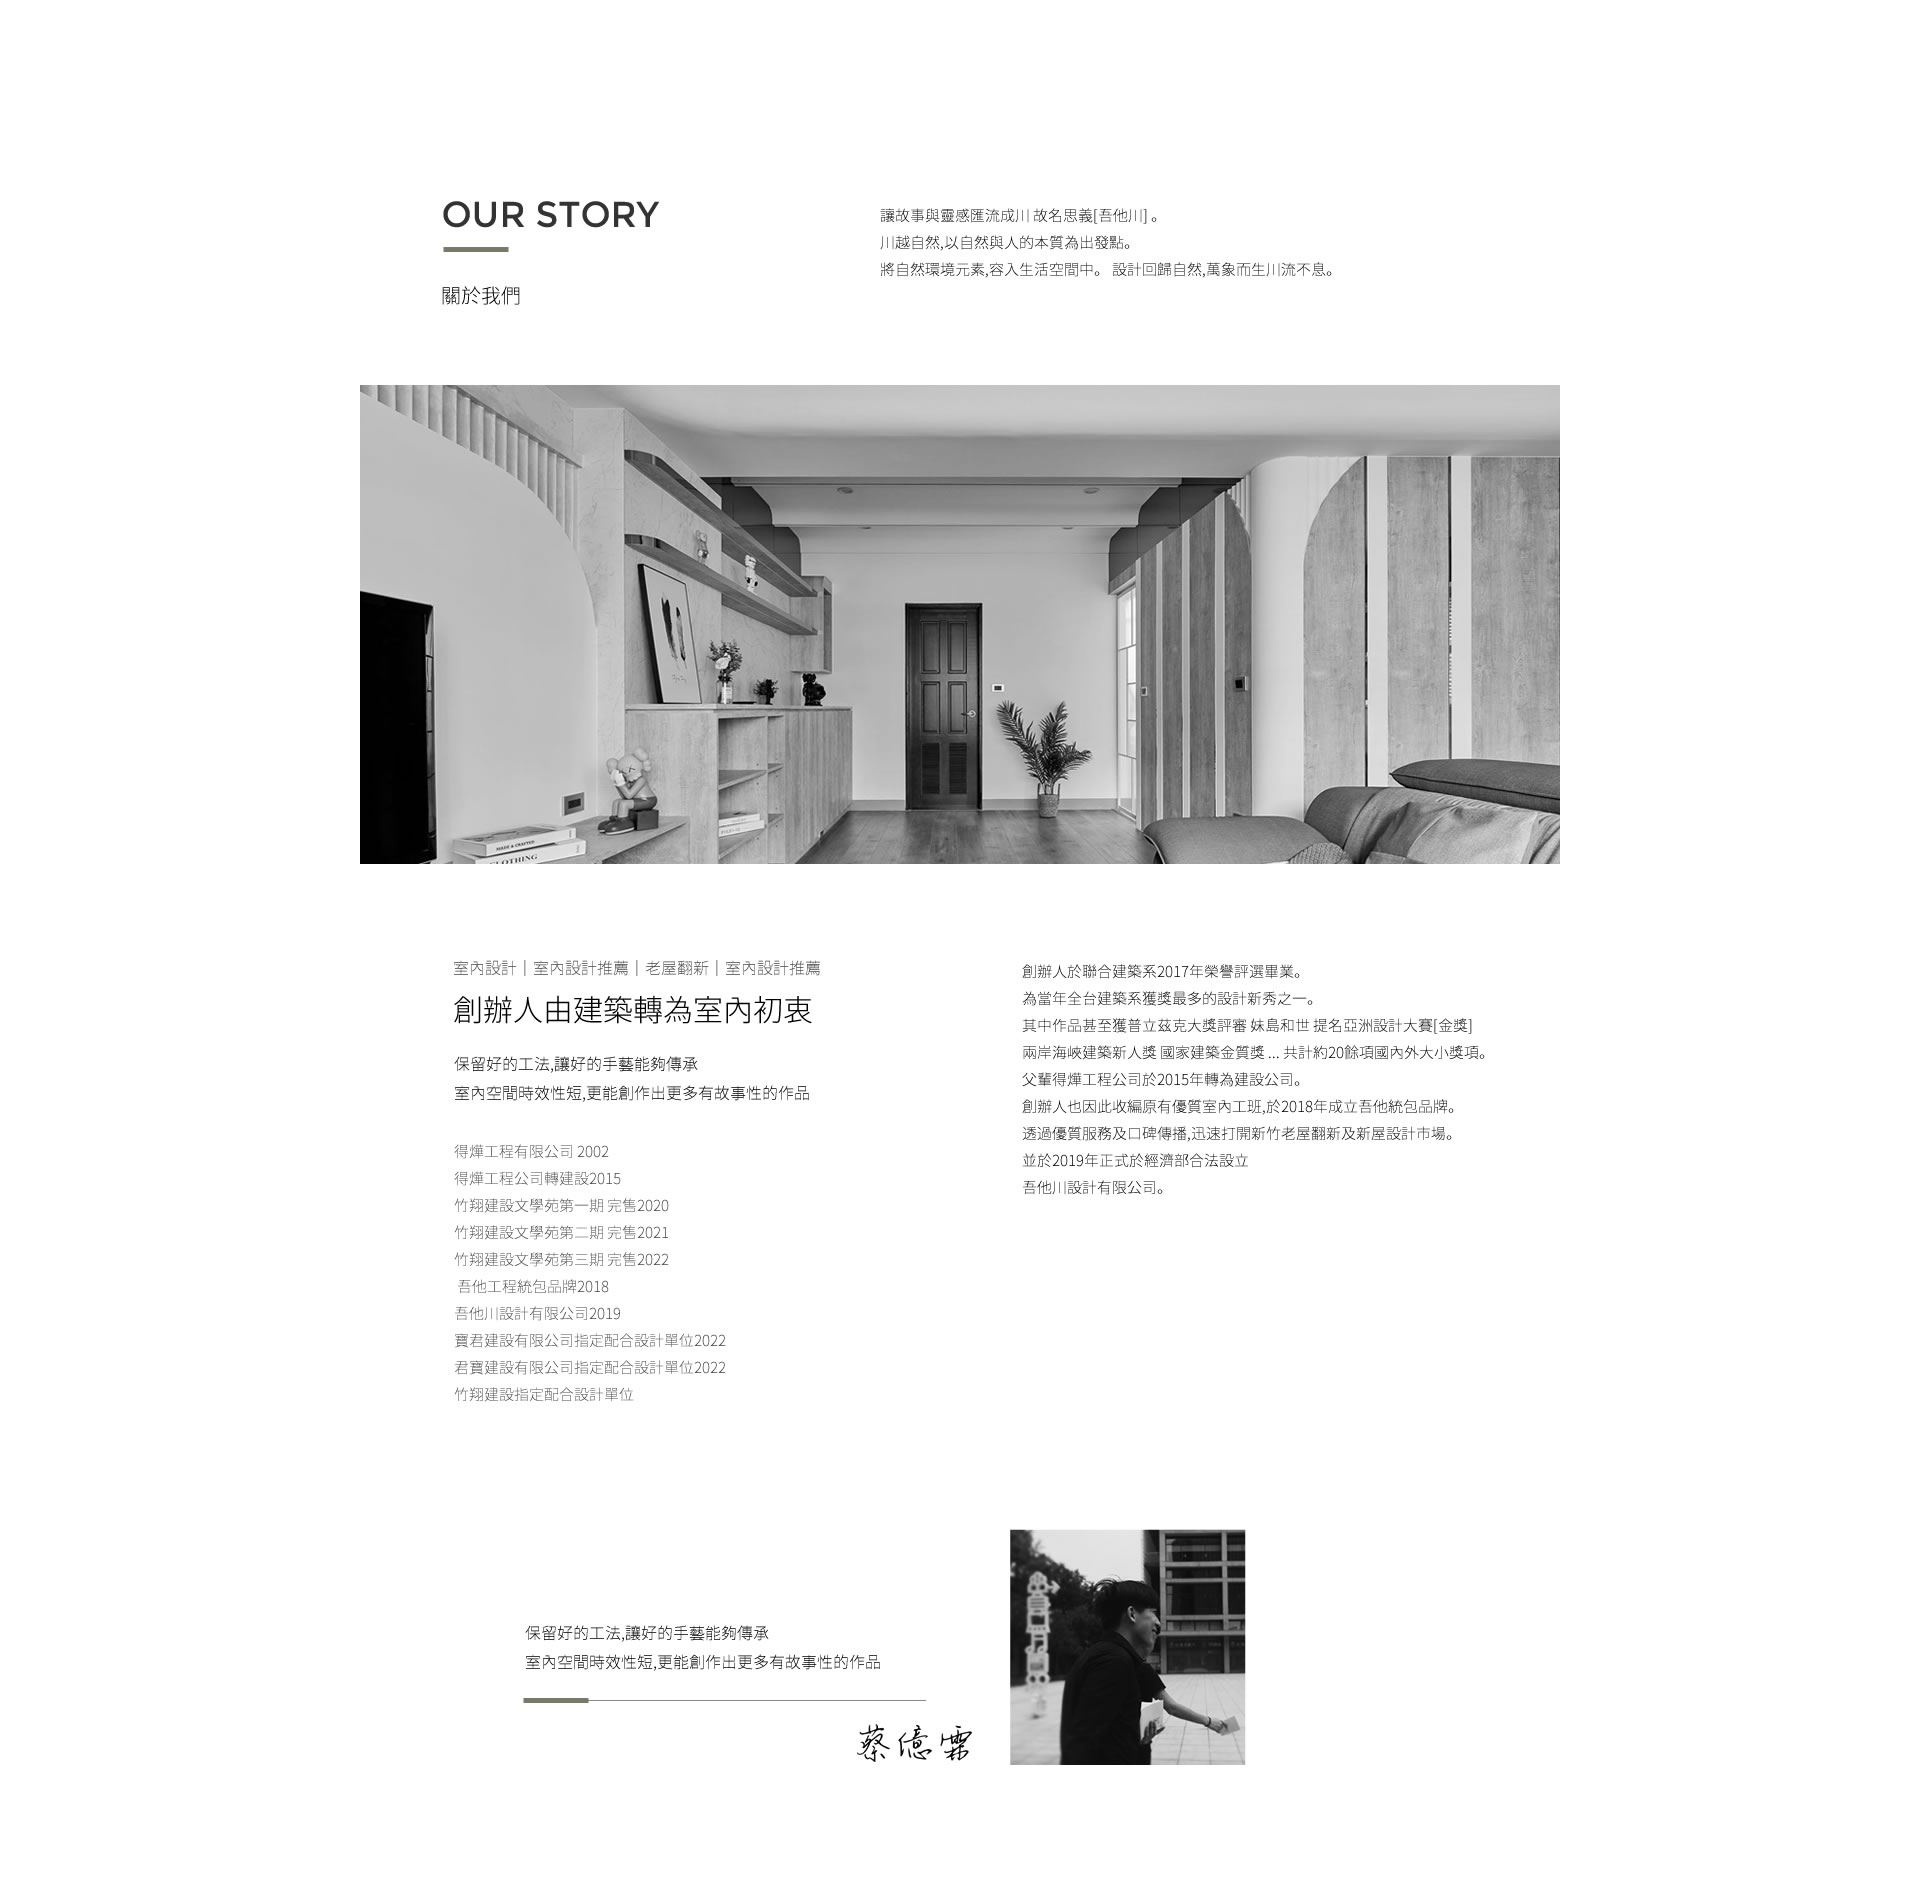 OUR STORY
關於我們
讓故事與靈感匯流成川 故名思義[吾他川] 。
川越自然,以自然與人的本質為出發點。
將自然環境元素,容入生活空間中。 設計回歸自然,萬象而生川流不息。
MADE & CRAFTED
CLOTHING
室內設計｜室內設計推薦｜老屋翻新｜室內設計推薦
創辦人由建築轉為室內初衷
保留好的工法,讓好的手藝能夠傳承
室內空間時效性短,更能創作出更多有故事性的作品
得燁工程有限公司 2002
得燁工程公司轉建設2015
竹翔建設文學苑第一期 完售2020
竹翔建設文學苑第二期 完售2021
竹翔建設文學苑第三期 完售2022
吾他工程統包品牌2018
吾他川設計有限公司2019
寶君建設有限公司指定配合設計單位2022
君寶建設有限公司指定配合設計單位2022
竹翔建設指定配合設計單位
創辦人於聯合建築系2017年榮譽評選畢業。
為當年全台建築系獲獎最多的設計新秀之一。
其中作品甚至獲普立茲克大獎評審 妹島和世 提名亞洲設計大賽[金獎]
兩岸海峽建築新人獎 國家建築金質獎 ... 共計約20餘項國內外大小獎項。
父輩得燁工程公司於2015年轉為建設公司。
創辦人也因此收編原有優質室內工班,於2018年成立吾他統包品牌。
透過優質服務及口碑傳播,迅速打開新竹老屋翻新及新屋設計市場。
並於2019年正式於經濟部合法設立
吾他川設計有限公司。
保留好的工法,讓好的手藝能夠傳承
室內空間時效性短,更能創作出更多有故事性的作品
蔡億霖